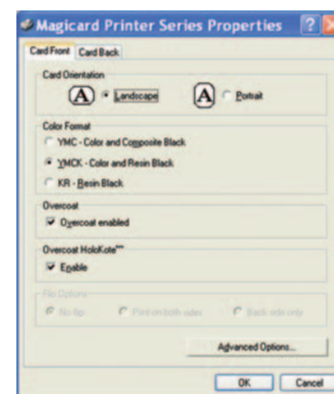 Magicard Printer Series Properties
Card Front Card Back
Card Orientation
A Landscape A Portrait
Color Format
YMC - Color and Composite Black
YMCK - Color and Resin Black
KR - Resin Black
Overcoat
Overcoat enabled
Overcoat HoloKote™
Enable
Flip Options
No flip Print on both sides Back side only
Advanced Options...
OK Cancel